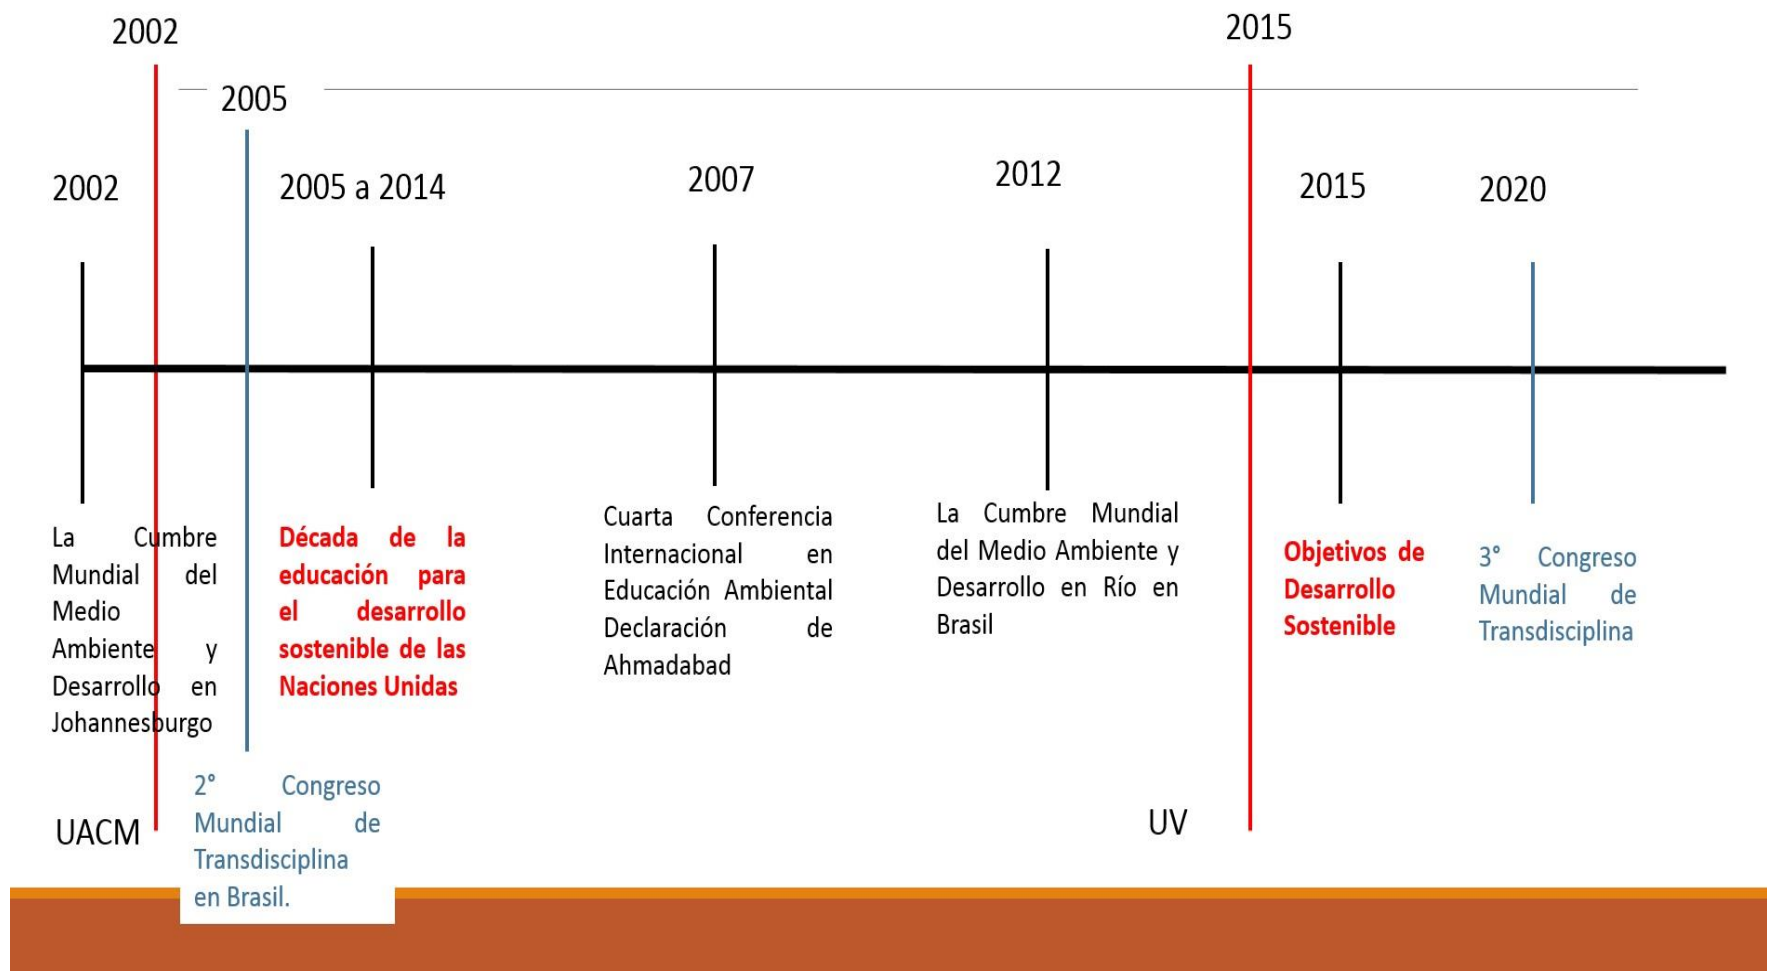 2002
2015
2005
2002
2005 a 2014
2007
2012
2015
2020
La Cumbre
Mundial del
Medio
Ambiente y
Desarrollo en
Johannesburgo
Década de la
educación para
el desarrollo
sostenible de las
Naciones Unidas
Cuarta Conferencia
Internacional en
Educación Ambiental
Declaración de
Ahmadabad
La Cumbre Mundial
del Medio Ambiente y
Desarrollo en Río en
Brasil
Objetivos de
Desarrollo
Sostenible
3° Congreso
Mundial de
Transdisciplina
2° Congreso
Mundial de
Transdisciplina
en Brasil.
UACM
UV